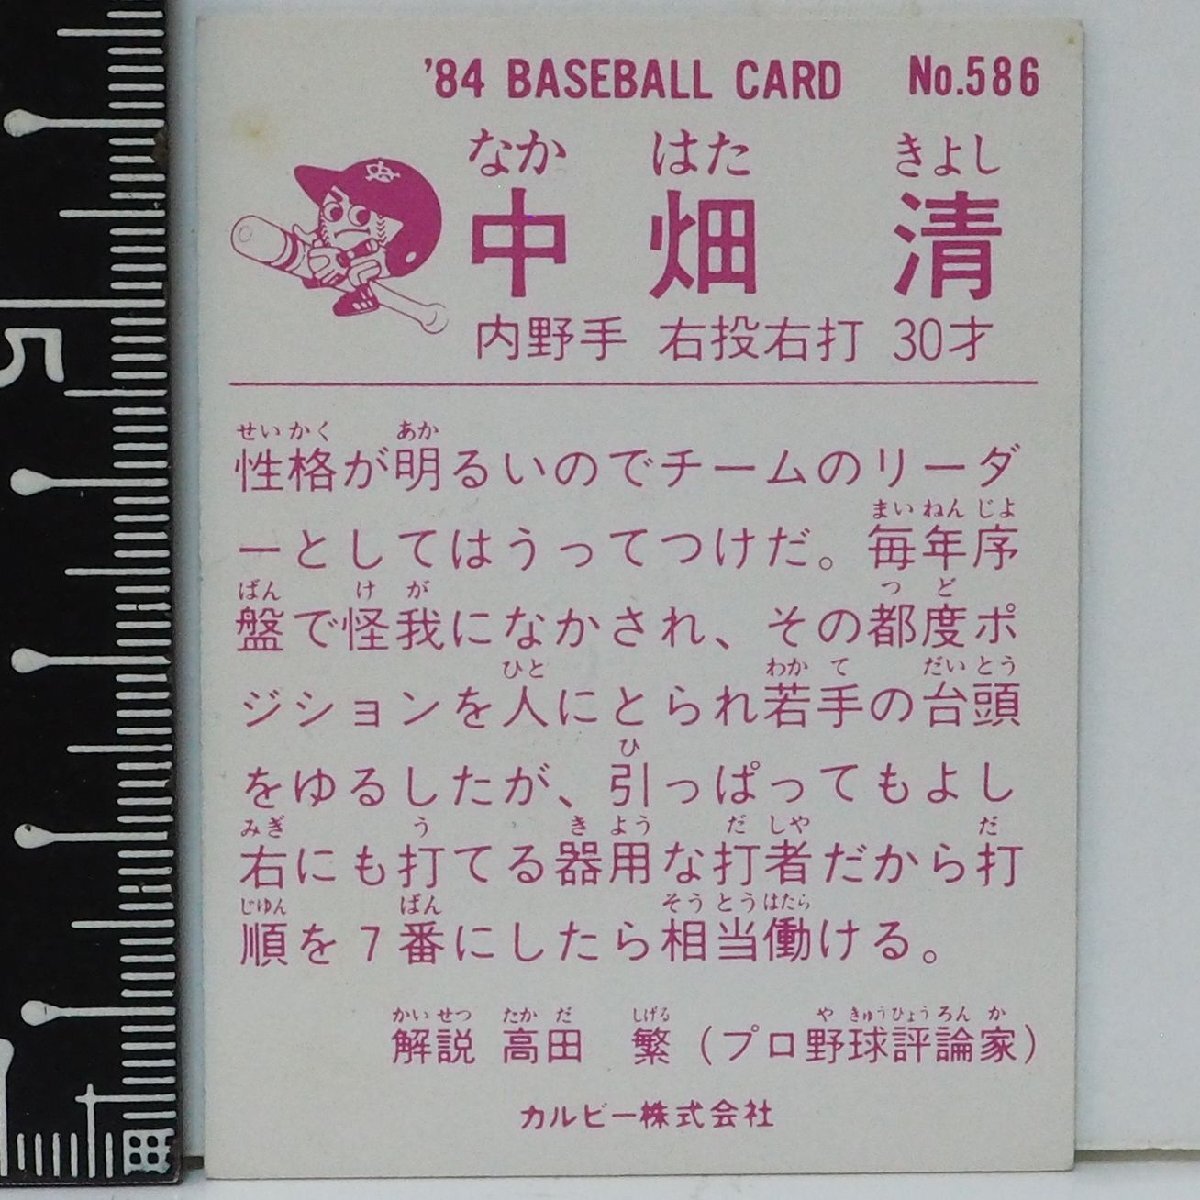 '84 BASEBALL CARD No.586
なか はた きよし
中畑 清
内野手 右投右打 30才
せいかく あか
性格が明るいのでチームのリーダ
まいねんじよ
ーとしてはうってつけだ。毎年序
ばん けが つど
盤で怪我になかされ、その都度ポ
ひと わかて だいとう
ジションを人にとられ若手の台頭
ひ
をゆるしたが、引っぱってもよし
みぎ う きよう だしや だ
右にも打てる器用な打者だから打
じゆん ばん そうとうはたら
順を7番にしたら相当働ける。
かいせつ たかだ しげる やきゅうひょうろんか
解説 高田 繁(プロ野球評論家)
カルビー株式会社
5
1